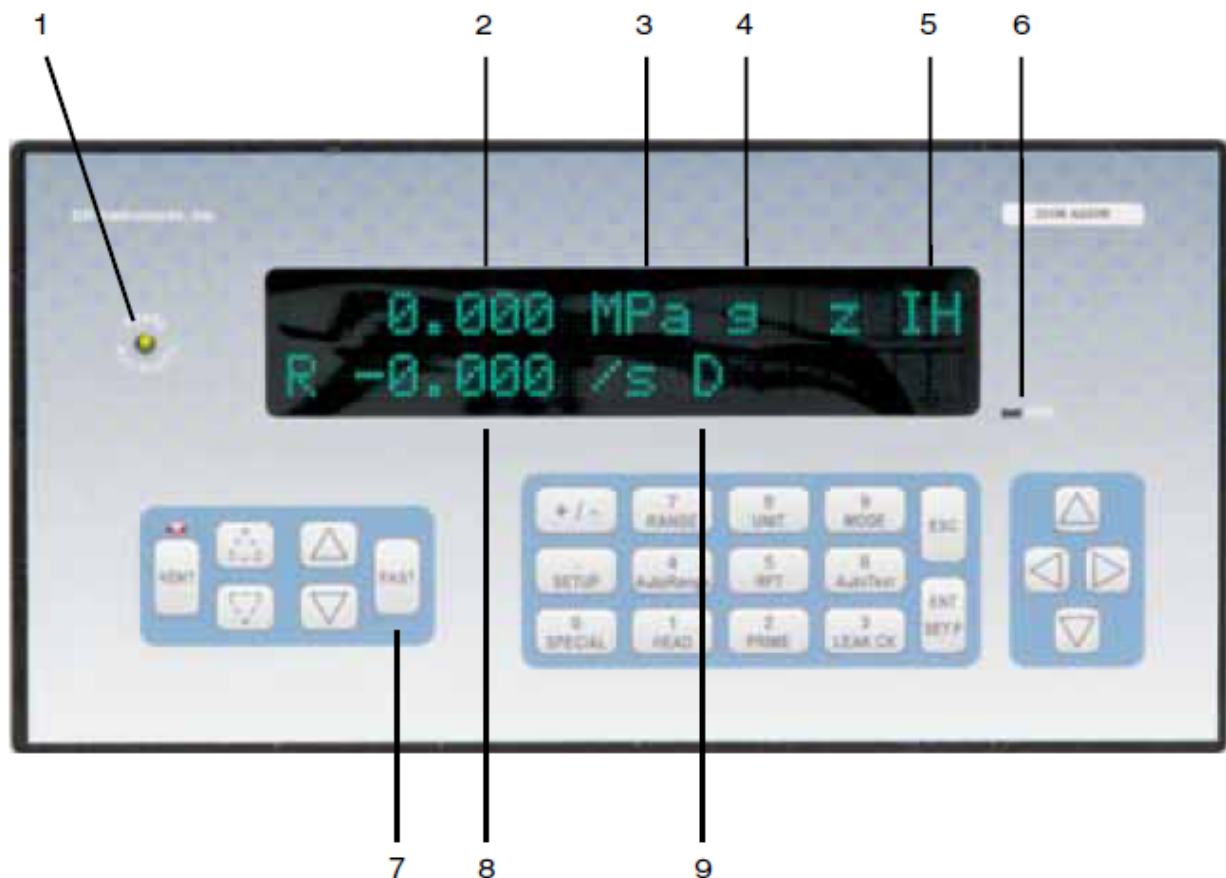 1 2 3 4 5 6
0.000 MPa g z IH
R -0.000 /s D
VENT
FAST
+ / - 7 8 9 ESC
RANGE UNIT MODE
. 4 5 6
SETUP AutoRange RPT AutoTest ENT
0 1 2 3 SET P
SPECIAL HEAD PRIME LEAK CK
7 8 9